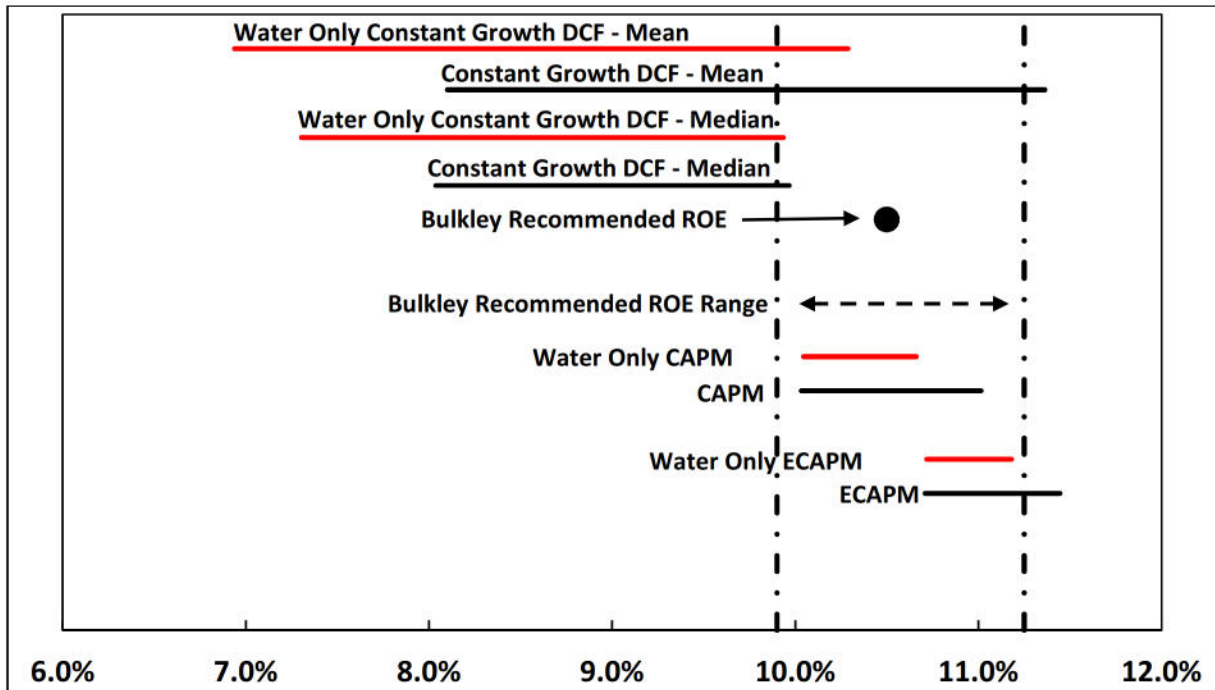 Water Only Constant Growth DCF - Mean
Constant Growth DCF - Mean
Water Only Constant Growth DCF - Median
Constant Growth DCF - Median
Bulkley Recommended ROE
Bulkley Recommended ROE Range
Water Only CAPM
CAPM
Water Only ECAPM
ECAPM
6.0% 7.0% 8.0% 9.0% 10.0% 11.0% 12.0%